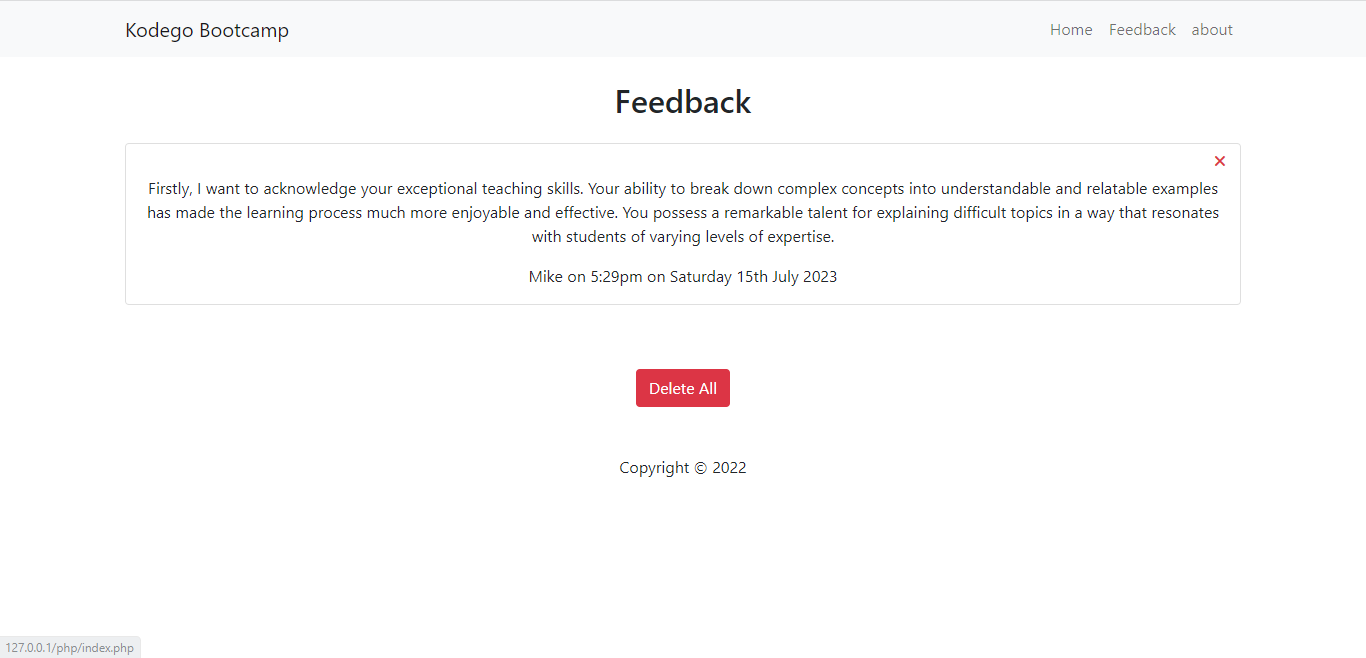 Kodego Bootcamp
Home Feedback about
Feedback
Firstly, I want to acknowledge your exceptional teaching skills. Your ability to break down complex concepts into understandable and relatable examples
has made the learning process much more enjoyable and effective. You possess a remarkable talent for explaining difficult topics in a way that resonates
with students of varying levels of expertise.
Mike on 5:29pm on Saturday 15th July 2023
Delete All
Copyright © 2022
127.0.0.1/php/index.php